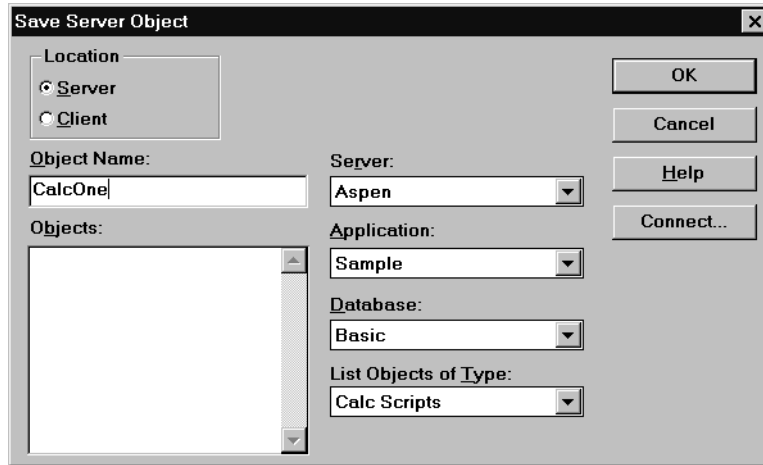 Save Server Object
Location
Server
Client
Object Name:
CalcOne
Objects:
Server:
Aspen
Application:
Sample
Database:
Basic
List Objects of Type:
Calc Scripts
OK
Cancel
Help
Connect...